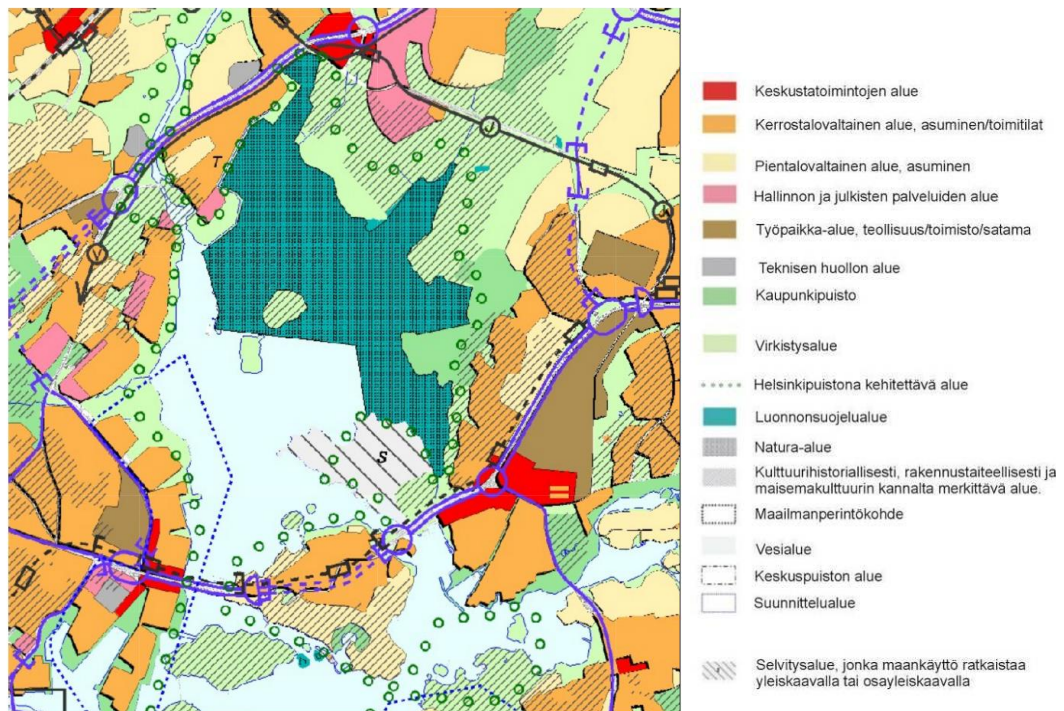 T
S
Keskustatoimintojen alue
Kerrostalovaltainen alue, asuminen/toimitilat
Pientalovaltainen alue, asuminen
Hallinnon ja julkisten palveluiden alue
Työpaikka-alue, teollisuus/toimisto/satama
Teknisen huollon alue
Kaupunkipuisto
Virkistysalue
Helsinkipuistona kehitettävä alue
Luonnonsuojelualue
Natura-alue
Kulttuurihistoriallisesti, rakennustaiteellisesti ja
maisemakulttuurin kannalta merkittävä alue.
Maailmanperintökohde
Vesialue
Keskuspuiston alue
Suunnittelualue
Selvitysalue, jonka maankäyttö ratkaistaa
yleiskaavalla tai osayleiskaavalla